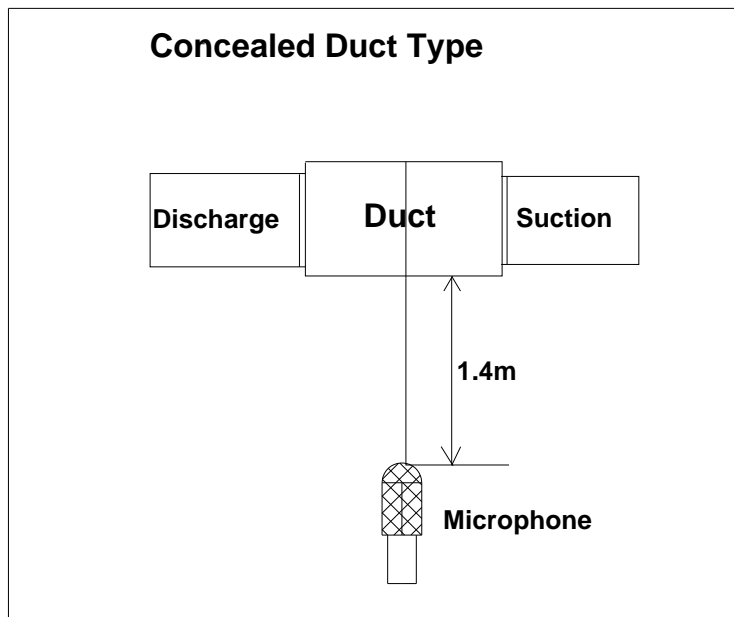 Concealed Duct Type
Discharge
Duct
Suction
1.4m
Microphone